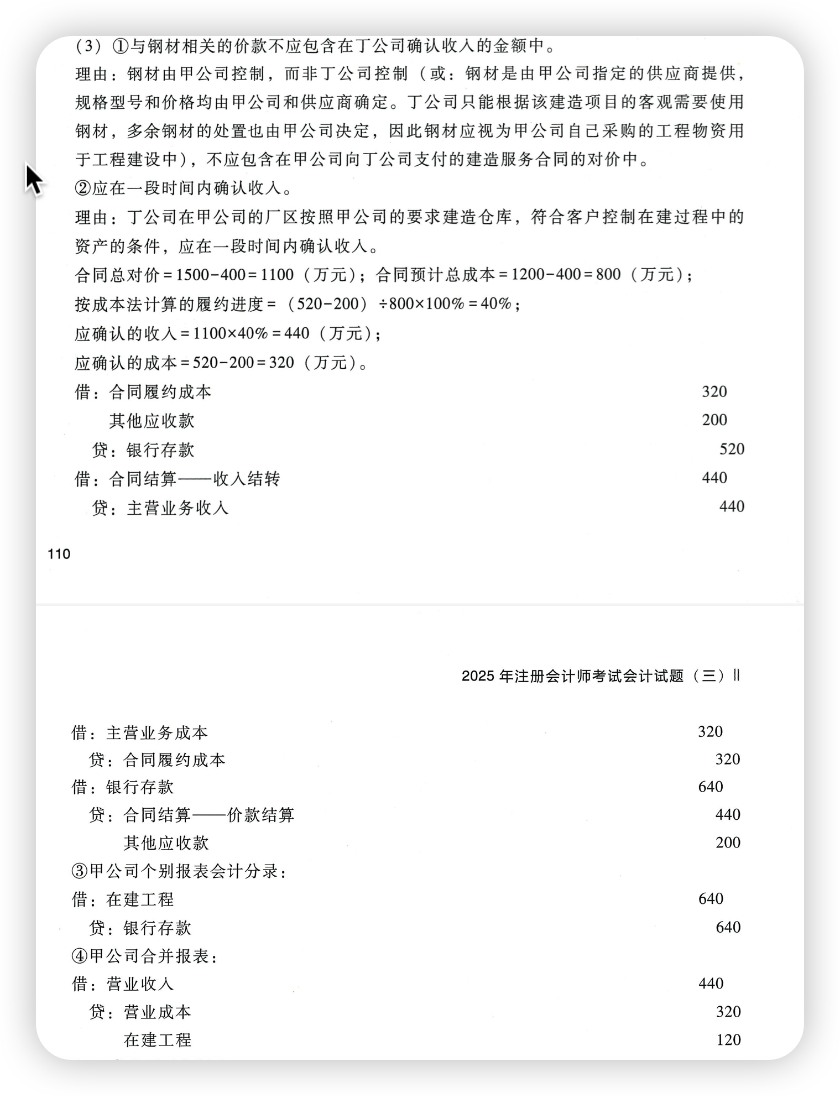 (3) ①与钢材相关的价款不应包含在丁公司确认收入的金额中。
理由:钢材由甲公司控制,而非丁公司控制(或:钢材是由甲公司指定的供应商提供,
规格型号和价格均由甲公司和供应商确定。丁公司只能根据该建造项目的客观需要使用
钢材,多余钢材的处置也由甲公司决定,因此钢材应视为甲公司自己采购的工程物资用
于工程建设中),不应包含在甲公司向丁公司支付的建造服务合同的对价中。
②应在一段时间内确认收入。
理由:丁公司在甲公司的厂区按照甲公司的要求建造仓库,符合客户控制在建过程中的
资产的条件,应在一段时间内确认收入。
合同总对价=1500-400=1100(万元);合同预计总成本=1200-400=800(万元);
按成本法计算的履约进度=(520-200)÷800×100%=40%;
应确认的收入=1100×40%=440(万元);
应确认的成本=520-200=320(万元)。
借:合同履约成本 320
其他应收款 200
贷:银行存款 520
借:合同结算——收入结转 440
贷:主营业务收入 440
110
2025年注册会计师考试会计试题(三)||
借:主营业务成本 320
贷:合同履约成本 320
借:银行存款 640
贷:合同结算——价款结算 440
其他应收款 200
③甲公司个别报表会计分录:
借:在建工程 640
贷:银行存款 640
④甲公司合并报表:
借:营业收入 440
贷:营业成本 320
在建工程 120